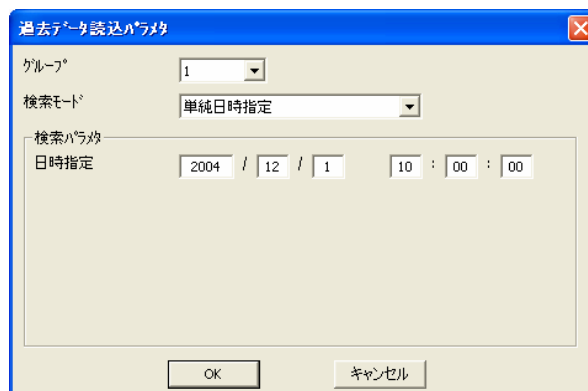 過去ﾃﾞｰﾀ読込ﾊﾟﾗﾒﾀ
ｸﾞﾙｰﾌﾟ 1
検索ﾓｰﾄﾞ 単純日時指定
検索ﾊﾟﾗﾒﾀ
日時指定 2004 / 12 / 1 10 : 00 : 00
OK キャンセル